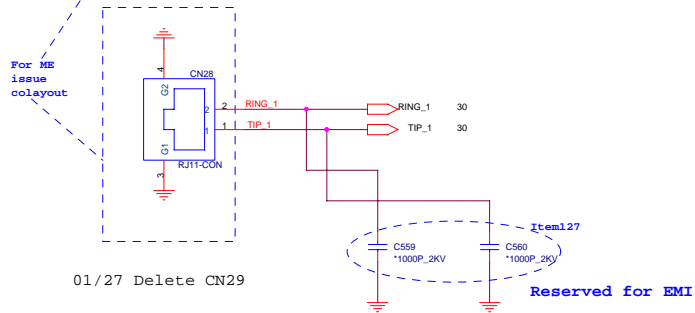 For ME
issue
colayout
4
CN28
G2
2
2
RING_1
RING_1
30
1
1
TIP_1
TIP_1
30
G1
RJ11-CON
3
Item127
C559
*1000P_2KV
C560
*1000P_2KV
01/27 Delete CN29
Reserved for EMI